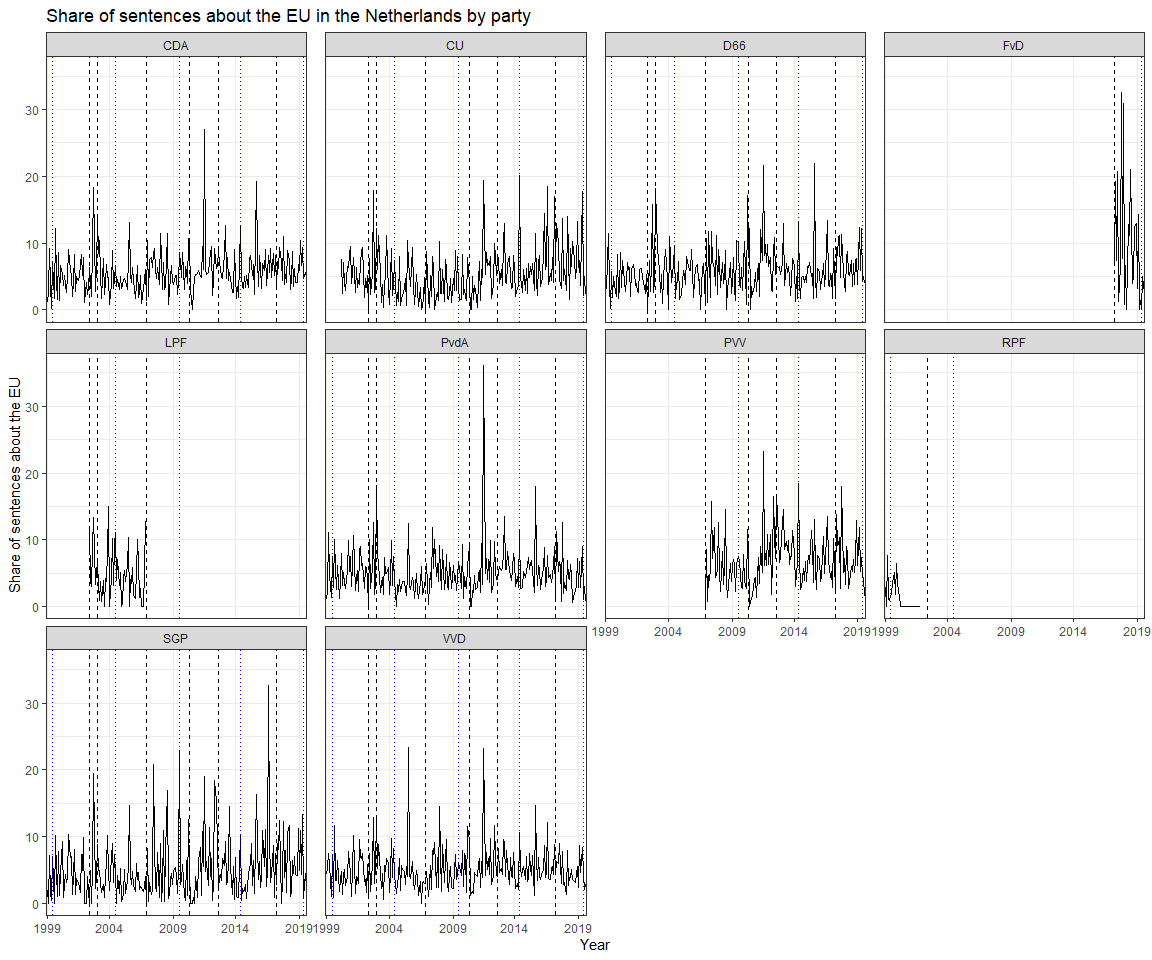 Share of sentences about the EU in the Netherlands by party
CDA CU D66 FvD
30
20
10
0
LPF PvdA PVV RPF
30
20
10
0
1999 2004 2009 2014 2019 1999 2004 2009 2014 2019
SGP VVD
30
20
10
0
1999 2004 2009 2014 2019 1999 2004 2009 2014 2019
Share of sentences about the EU
Year